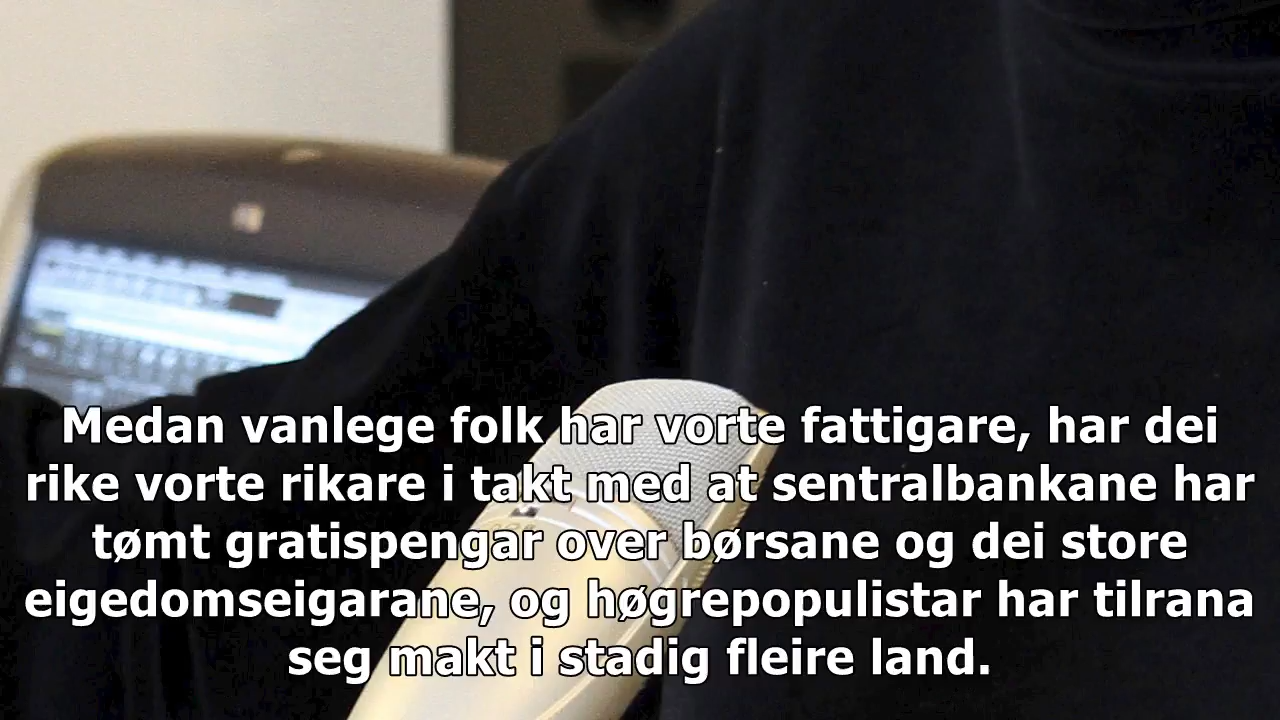 Medan vanlege folk har vorte fattigare, har dei
rike vorte rikare i takt med at sentralbankane har
tømt gratispengar over børsane og dei store
eigedomseigarane, og høgrepopulistar har tilrana
seg makt i stadig fleire land.